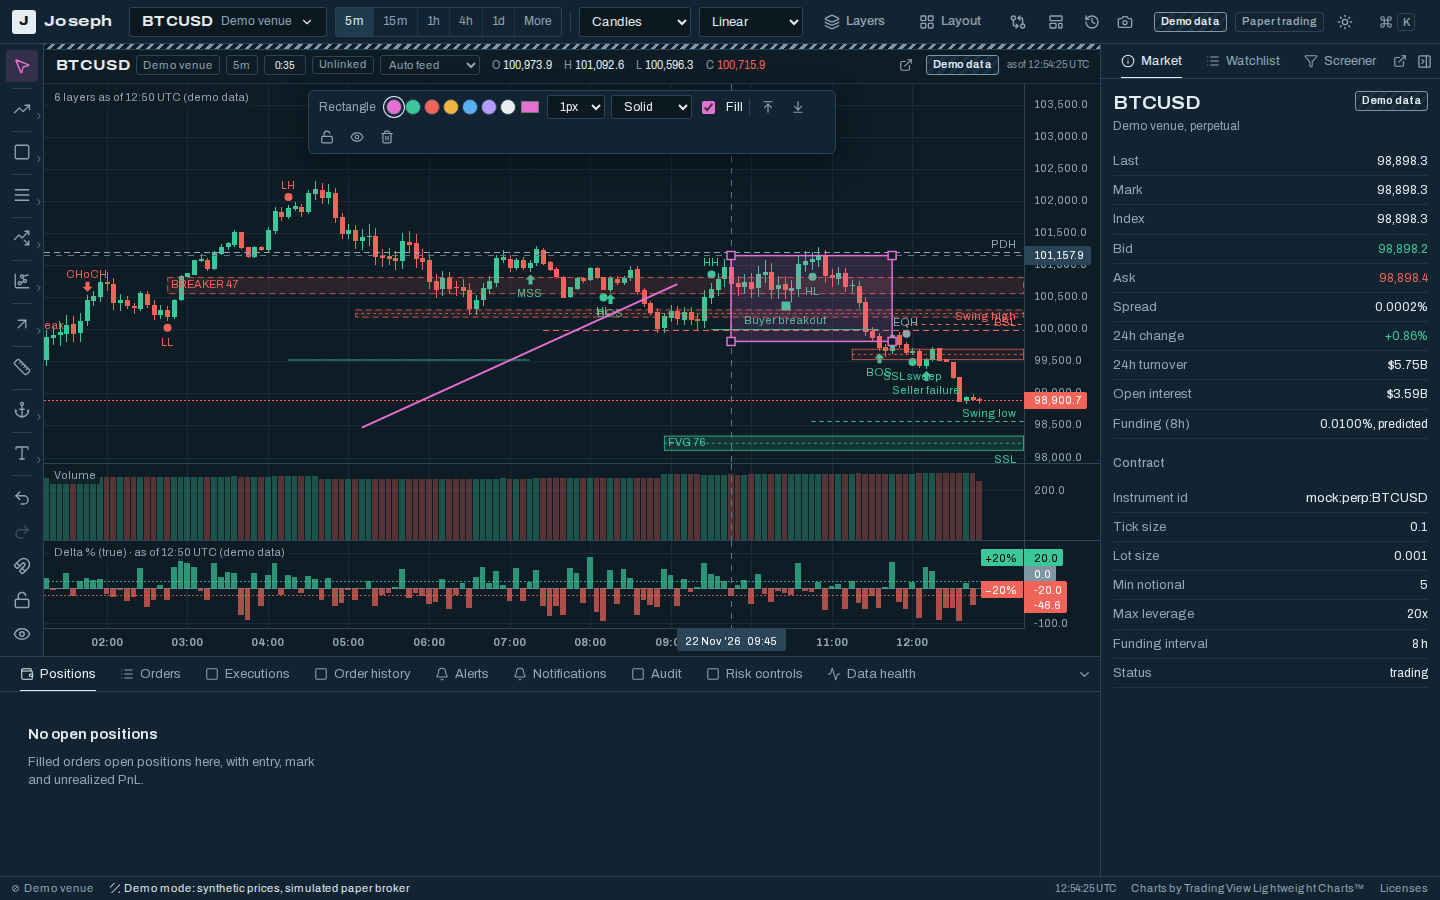 J Joseph
BTCUSD Demo venue
5m 15m 1h 4h 1d More
Candles
Linear
Layers
Layout
Demo data
Paper trading
⌘ K
BTCUSD Demo venue 5m 0:35 Unlinked Auto feed O 100,973.9 H 101,092.6 L 100,596.3 C 100,715.9
Demo data as of 12:54:25 UTC
6 layers as of 12:50 UTC (demo data)
Rectangle 1px Solid Fill
103,500.0
103,000.0
102,500.0
102,000.0
101,500.0
101,157.9
100,500.0
100,000.0
99,500.0
98,900.7
98,500.0
98,000.0
LH
PDH
CHoCH
BREAKER 47
HH
MSS
HL
BOS
Buyer breakout
Swing high
BSL
EQH
LL
BOS
SSL sweep
Seller failure
Swing low
FVG 76
SSL
Volume
200.0
Delta % (true) · as of 12:50 UTC (demo data)
+20% 20.0
0.0
−20% -20.0
-46.6
-100.0
02:00 03:00 04:00 05:00 06:00 07:00 08:00 22 Nov '26 09:45 11:00 12:00
Market Watchlist Screener
BTCUSD Demo data
Demo venue, perpetual
Last 98,898.3
Mark 98,898.3
Index 98,898.3
Bid 98,898.2
Ask 98,898.4
Spread 0.0002%
24h change +0.86%
24h turnover $5.75B
Open interest $3.59B
Funding (8h) 0.0100%, predicted
Contract
Instrument id mock:perp:BTCUSD
Tick size 0.1
Lot size 0.001
Min notional 5
Max leverage 20x
Funding interval 8 h
Status trading
Positions Orders Executions Order history Alerts Notifications Audit Risk controls Data health
No open positions
Filled orders open positions here, with entry, mark
and unrealized PnL.
Demo venue Demo mode: synthetic prices, simulated paper broker
12:54:25 UTC Charts by TradingView Lightweight Charts™ Licenses